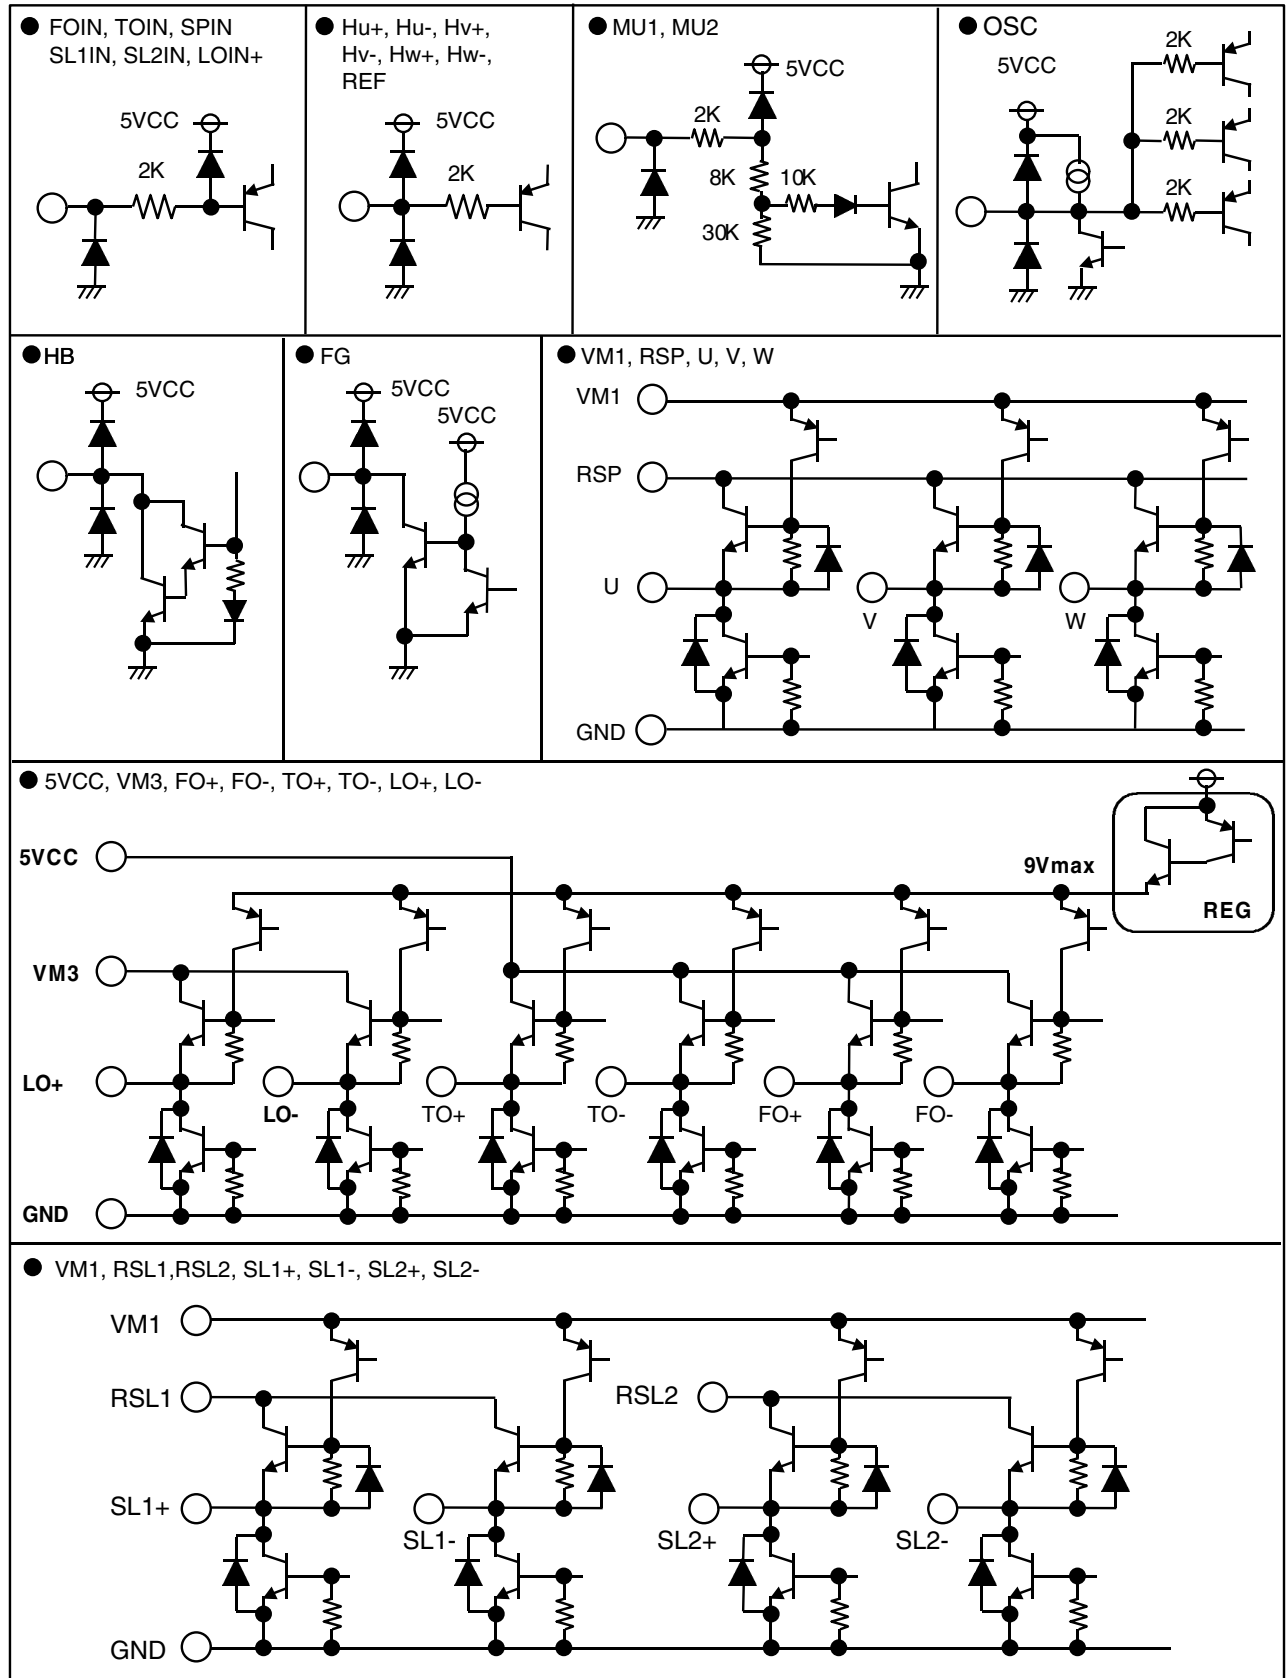 ● FOIN, TOIN, SPIN
SL1IN, SL2IN, LOIN+
5VCC
2K
● Hu+, Hu-, Hv+,
Hv-, Hw+, Hw-,
REF
5VCC
2K
● MU1, MU2
5VCC
2K
8K
10K
30K
● OSC
2K
5VCC
2K
2K
● HB
5VCC
● FG
5VCC
5VCC
● VM1, RSP, U, V, W
VM1
RSP
U
V
W
GND
● 5VCC, VM3, FO+, FO-, TO+, TO-, LO+, LO-
5VCC
9Vmax
REG
VM3
LO+
LO-
TO+
TO-
FO+
FO-
GND
● VM1, RSL1,RSL2, SL1+, SL1-, SL2+, SL2-
VM1
RSL1
RSL2
SL1+
SL1-
SL2+
SL2-
GND